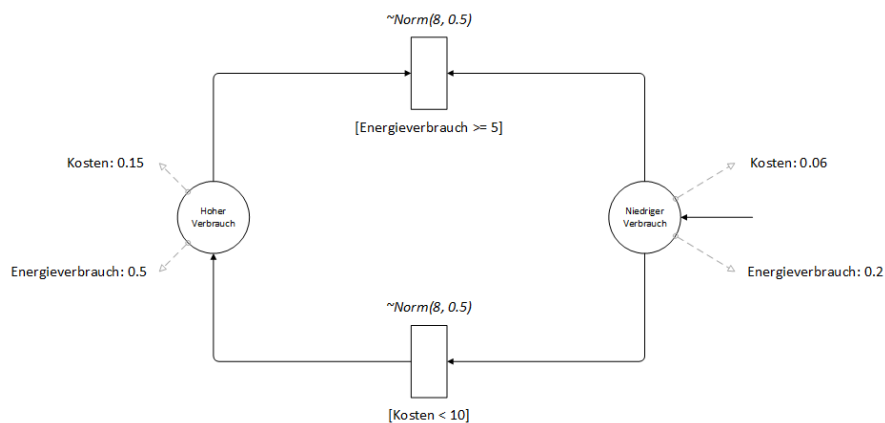 ~Norm(8, 0.5)
[Energieverbrauch >= 5]
Kosten: 0.15
Kosten: 0.06
Hoher
Verbrauch
Niedriger
Verbrauch
Energieverbrauch: 0.5
Energieverbrauch: 0.2
~Norm(8, 0.5)
[Kosten < 10]